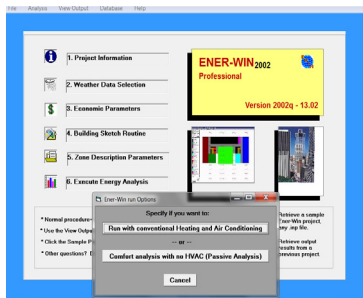 File Analysis View Output Database Help
1. Project Information
2. Weather Data Selection
3. Economic Parameters
4. Building Sketch Routine
5. Zone Description Parameters
6. Execute Energy Analysis
ENER-WIN 2002
Professional
Version 2002q - 13.02
Ener-Win run Options
Specify if you want to:
Run with conventional Heating and Air Conditioning
-- or --
Comfort analysis with no HVAC (Passive Analysis)
Cancel
* Normal procedure--
* Use the View Outpu
* Click the Sample P
* Other questions?
Retrieve a sample
Ener-Win project,
any .inp file.
Retrieve output
results from a
previous project